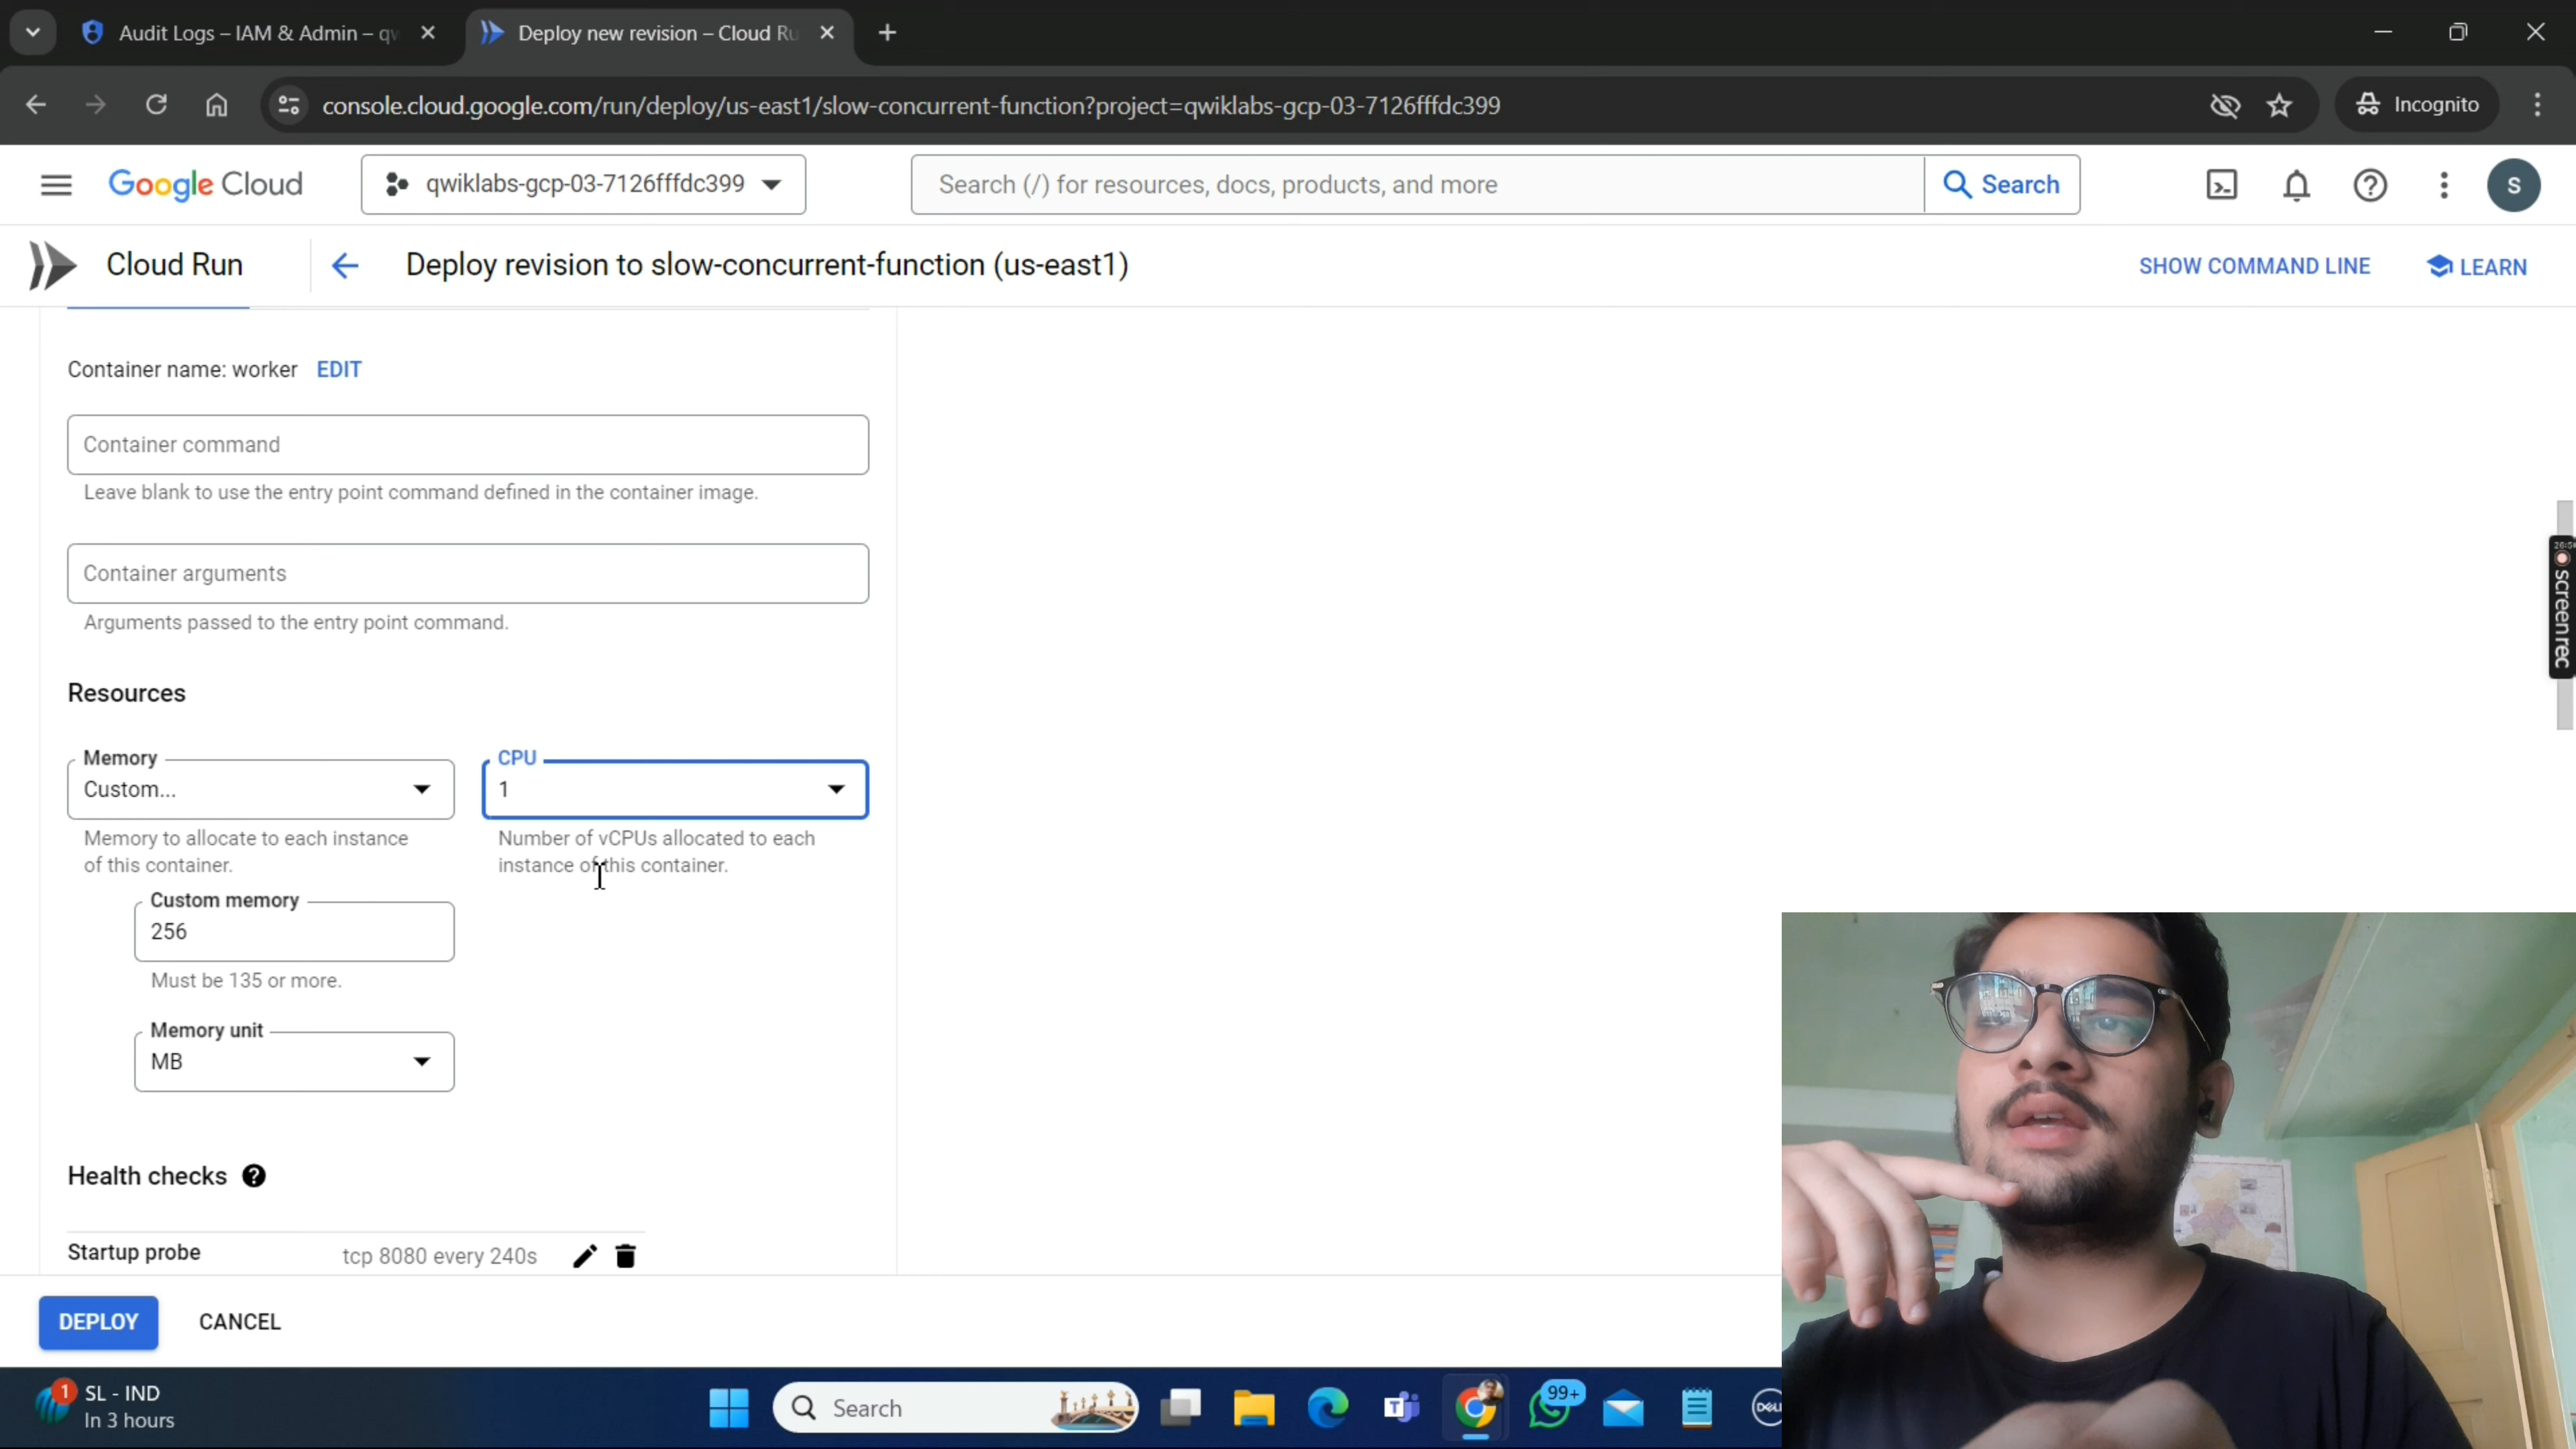 Audit Logs – IAM & Admin – qw
Deploy new revision – Cloud Ru
console.cloud.google.com/run/deploy/us-east1/slow-concurrent-function?project=qwiklabs-gcp-03-7126fffdc399
Incognito
Google Cloud
qwiklabs-gcp-03-7126fffdc399
Search (/) for resources, docs, products, and more
Search
S
Cloud Run
Deploy revision to slow-concurrent-function (us-east1)
SHOW COMMAND LINE
LEARN
Container name: worker EDIT
Container command
Leave blank to use the entry point command defined in the container image.
Container arguments
Arguments passed to the entry point command.
Resources
Memory
Custom...
Memory to allocate to each instance
of this container.
CPU
1
Number of vCPUs allocated to each
instance of this container.
Custom memory
256
Must be 135 or more.
Memory unit
MB
Health checks
Startup probe
tcp 8080 every 240s
DEPLOY
CANCEL
screenrec
1
SL - IND
In 3 hours
Search
99+
DELL